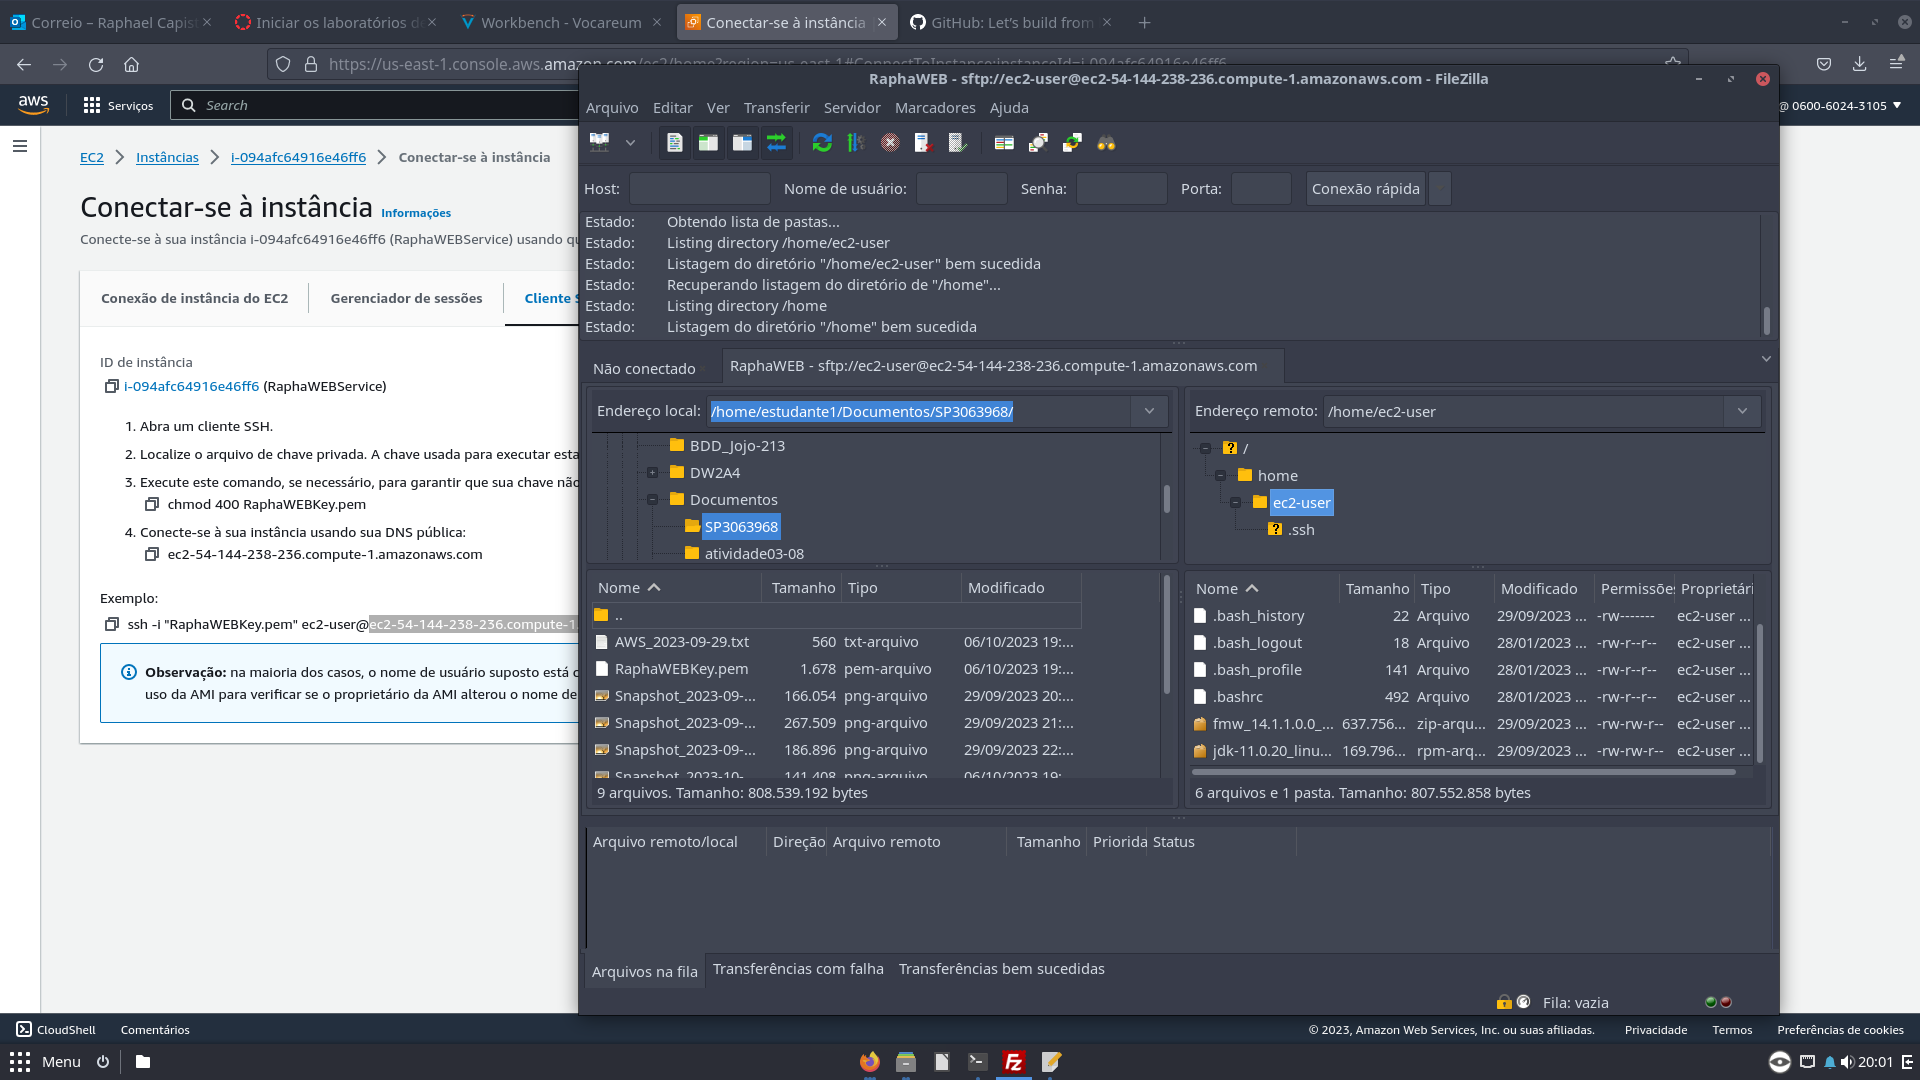 Correio – Raphael Capis
Iniciar os laboratórios d
Workbench - Vocareum
Conectar-se à instância
GitHub: Let's build from
https://us-east-1.console.aws.amazon.com/ec2/home?region=us-east-1#ConnectToInstance:instanceId=i-094afc64916e46ff6
aws
Serviços
Search
@ 0600-6024-3105
EC2
Instâncias
i-094afc64916e46ff6
Conectar-se à instância
Conectar-se à instância Informações
Conecte-se à sua instância i-094afc64916e46ff6 (RaphaWEBService) usando qu
Conexão de instância do EC2
Gerenciador de sessões
Cliente S
ID de instância
i-094afc64916e46ff6 (RaphaWEBService)
1. Abra um cliente SSH.
2. Localize o arquivo de chave privada. A chave usada para executar esta
3. Execute este comando, se necessário, para garantir que sua chave não
chmod 400 RaphaWEBKey.pem
4. Conecte-se à sua instância usando sua DNS pública:
ec2-54-144-238-236.compute-1.amazonaws.com
Exemplo:
ssh -i "RaphaWEBKey.pem" ec2-user@ec2-54-144-238-236.compute-1.
Observação: na maioria dos casos, o nome de usuário suposto está c
uso da AMI para verificar se o proprietário da AMI alterou o nome de
RaphaWEB - sftp://ec2-user@ec2-54-144-238-236.compute-1.amazonaws.com - FileZilla
Arquivo Editar Ver Transferir Servidor Marcadores Ajuda
Host: Nome de usuário: Senha: Porta: Conexão rápida
Estado: Obtendo lista de pastas...
Estado: Listing directory /home/ec2-user
Estado: Listagem do diretório "/home/ec2-user" bem sucedida
Estado: Recuperando listagem do diretório de "/home"...
Estado: Listing directory /home
Estado: Listagem do diretório "/home" bem sucedida
Não conectado
RaphaWEB - sftp://ec2-user@ec2-54-144-238-236.compute-1.amazonaws.com
Endereço local: /home/estudante1/Documentos/SP3063968/
BDD_Jojo-213
DW2A4
Documentos
SP3063968
atividade03-08
Nome Tamanho Tipo Modificado
..
AWS_2023-09-29.txt 560 txt-arquivo 06/10/2023 19:...
RaphaWEBKey.pem 1.678 pem-arquivo 06/10/2023 19:...
Snapshot_2023-09-... 166.054 png-arquivo 29/09/2023 20:...
Snapshot_2023-09-... 267.509 png-arquivo 29/09/2023 21:...
Snapshot_2023-09-... 186.896 png-arquivo 29/09/2023 22:...
Snapshot_2023-10-... 141.408 png-arquivo 06/10/2023 19:...
9 arquivos. Tamanho: 808.539.192 bytes
Endereço remoto: /home/ec2-user
/
home
ec2-user
.ssh
Nome Tamanho Tipo Modificado Permissões Proprietári
.bash_history 22 Arquivo 29/09/2023 ... -rw------- ec2-user ...
.bash_logout 18 Arquivo 28/01/2023 ... -rw-r--r-- ec2-user ...
.bash_profile 141 Arquivo 28/01/2023 ... -rw-r--r-- ec2-user ...
.bashrc 492 Arquivo 28/01/2023 ... -rw-r--r-- ec2-user ...
fmw_14.1.1.0.0_... 637.756... zip-arqu... 29/09/2023 ... -rw-rw-r-- ec2-user ...
jdk-11.0.20_linu... 169.796... rpm-arq... 29/09/2023 ... -rw-rw-r-- ec2-user ...
6 arquivos e 1 pasta. Tamanho: 807.552.858 bytes
Arquivo remoto/local Direção Arquivo remoto Tamanho Priorida Status
Arquivos na fila Transferências com falha Transferências bem sucedidas
Fila: vazia
CloudShell Comentários
© 2023, Amazon Web Services, Inc. ou suas afiliadas. Privacidade Termos Preferências de cookies
Menu
Fz
20:01